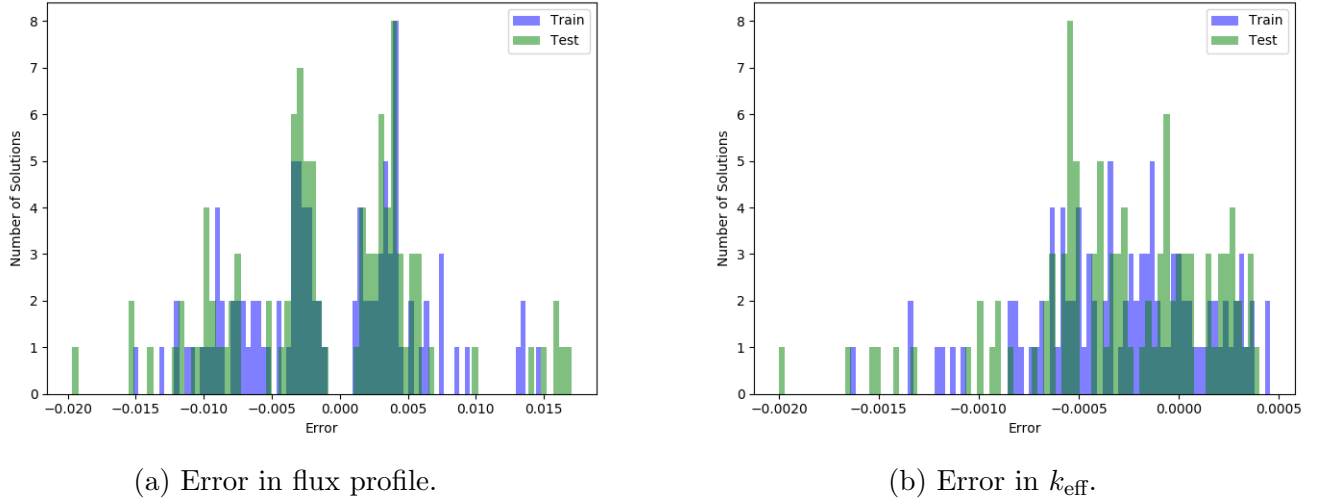 8
7
6
5
4
3
2
1
0
Number of Solutions
Train
Test
−0.020 −0.015 −0.010 −0.005 0.000 0.005 0.010 0.015
Error
(a) Error in flux profile.
8
7
6
5
4
3
2
1
0
Number of Solutions
Train
Test
−0.0020 −0.0015 −0.0010 −0.0005 0.0000 0.0005
Error
(b) Error in k_eff.